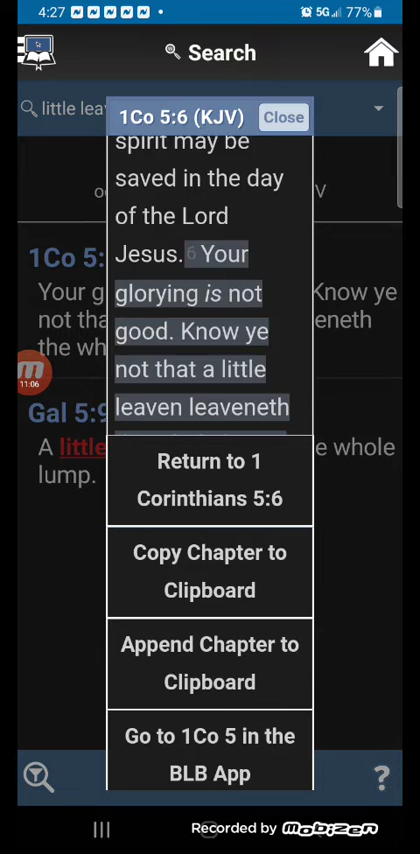 4:27 N N N N N • 5G 77%
Search
little lea
1Co 5:6 (KJV) Close
spirit may be
saved in the day
of the Lord
Jesus. 6 Your
glorying is not
good. Know ye
not that a little
leaven leaveneth
V
1Co 5:
Your g
Know ye
not tha
eneth
the wh
11:06
Gal 5:9
A little
e whole
lump.
Return to 1
Corinthians 5:6
Copy Chapter to
Clipboard
Append Chapter to
Clipboard
Go to 1Co 5 in the
BLB App
?
Recorded by MOBIZEN